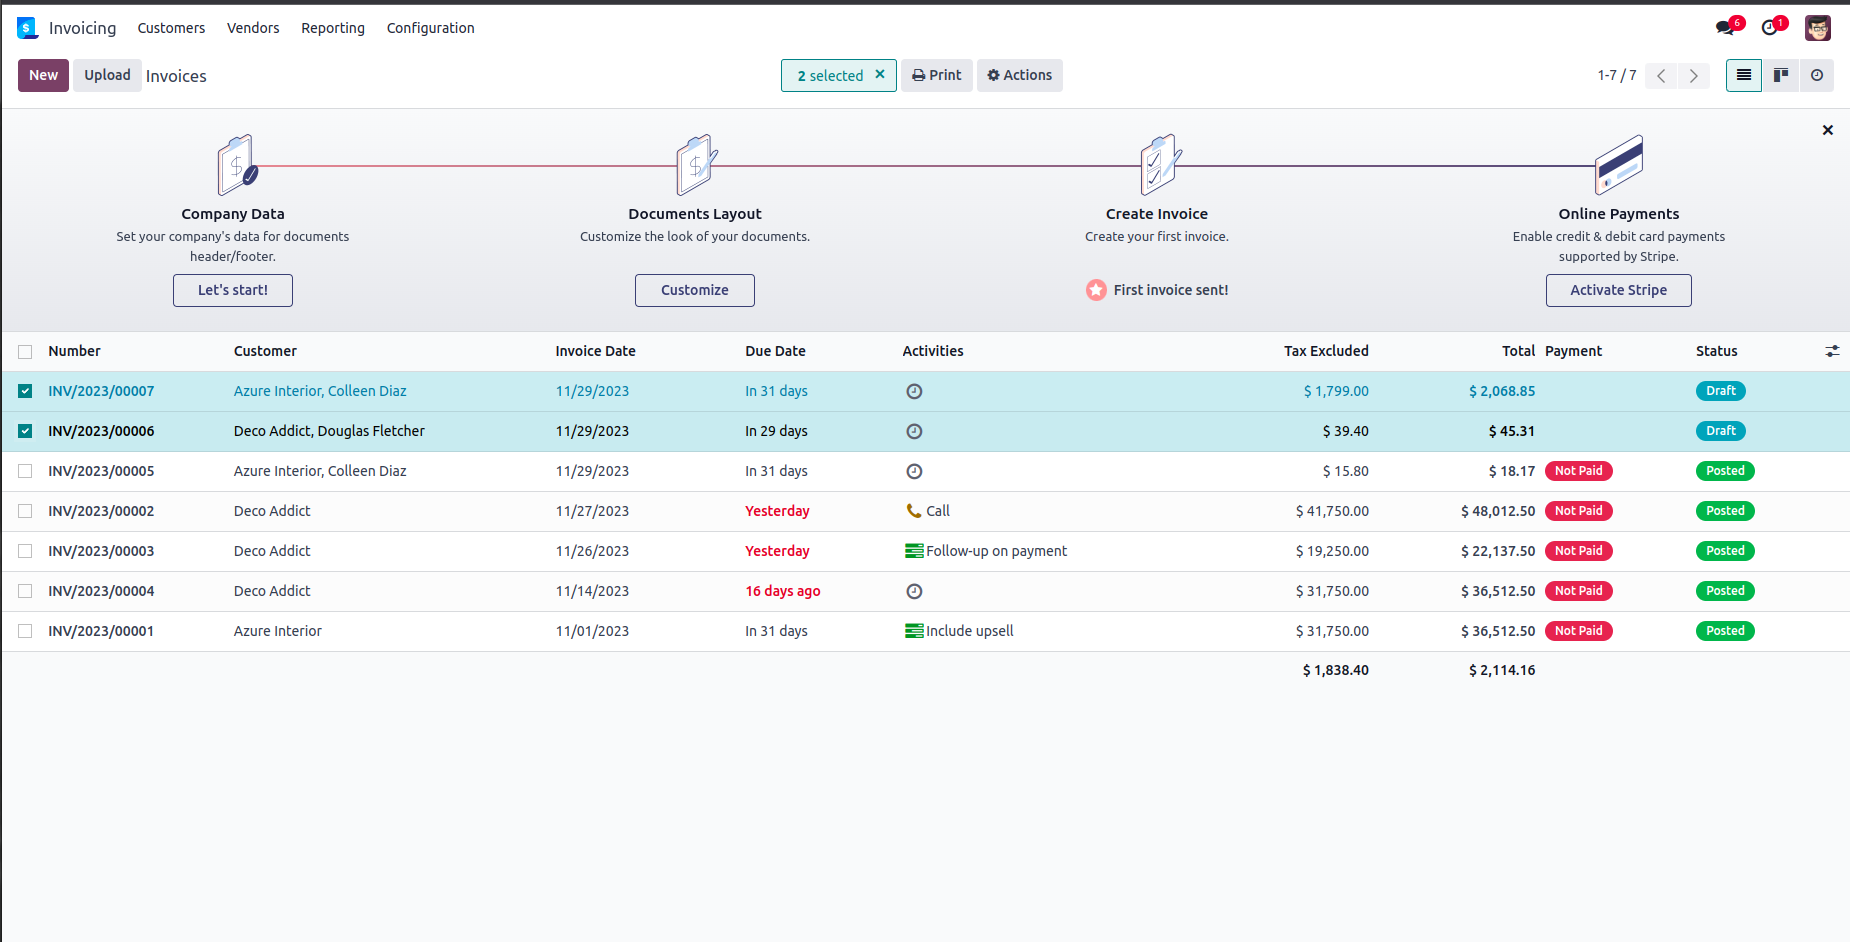 Invoicing Customers Vendors Reporting Configuration 6 1
New Upload Invoices 2 selected Print Actions 1-7 / 7
Company Data
Set your company's data for documents
header/footer.
Let's start!
Documents Layout
Customize the look of your documents.
Customize
Create Invoice
Create your first invoice.
First invoice sent!
Online Payments
Enable credit & debit card payments
supported by Stripe.
Activate Stripe
Number Customer Invoice Date Due Date Activities Tax Excluded Total Payment Status
INV/2023/00007 Azure Interior, Colleen Diaz 11/29/2023 In 31 days $ 1,799.00 $ 2,068.85 Draft
INV/2023/00006 Deco Addict, Douglas Fletcher 11/29/2023 In 29 days $ 39.40 $ 45.31 Draft
INV/2023/00005 Azure Interior, Colleen Diaz 11/29/2023 In 31 days $ 15.80 $ 18.17 Not Paid Posted
INV/2023/00002 Deco Addict 11/27/2023 Yesterday Call $ 41,750.00 $ 48,012.50 Not Paid Posted
INV/2023/00003 Deco Addict 11/26/2023 Yesterday Follow-up on payment $ 19,250.00 $ 22,137.50 Not Paid Posted
INV/2023/00004 Deco Addict 11/14/2023 16 days ago $ 31,750.00 $ 36,512.50 Not Paid Posted
INV/2023/00001 Azure Interior 11/01/2023 In 31 days Include upsell $ 31,750.00 $ 36,512.50 Not Paid Posted
$ 1,838.40 $ 2,114.16